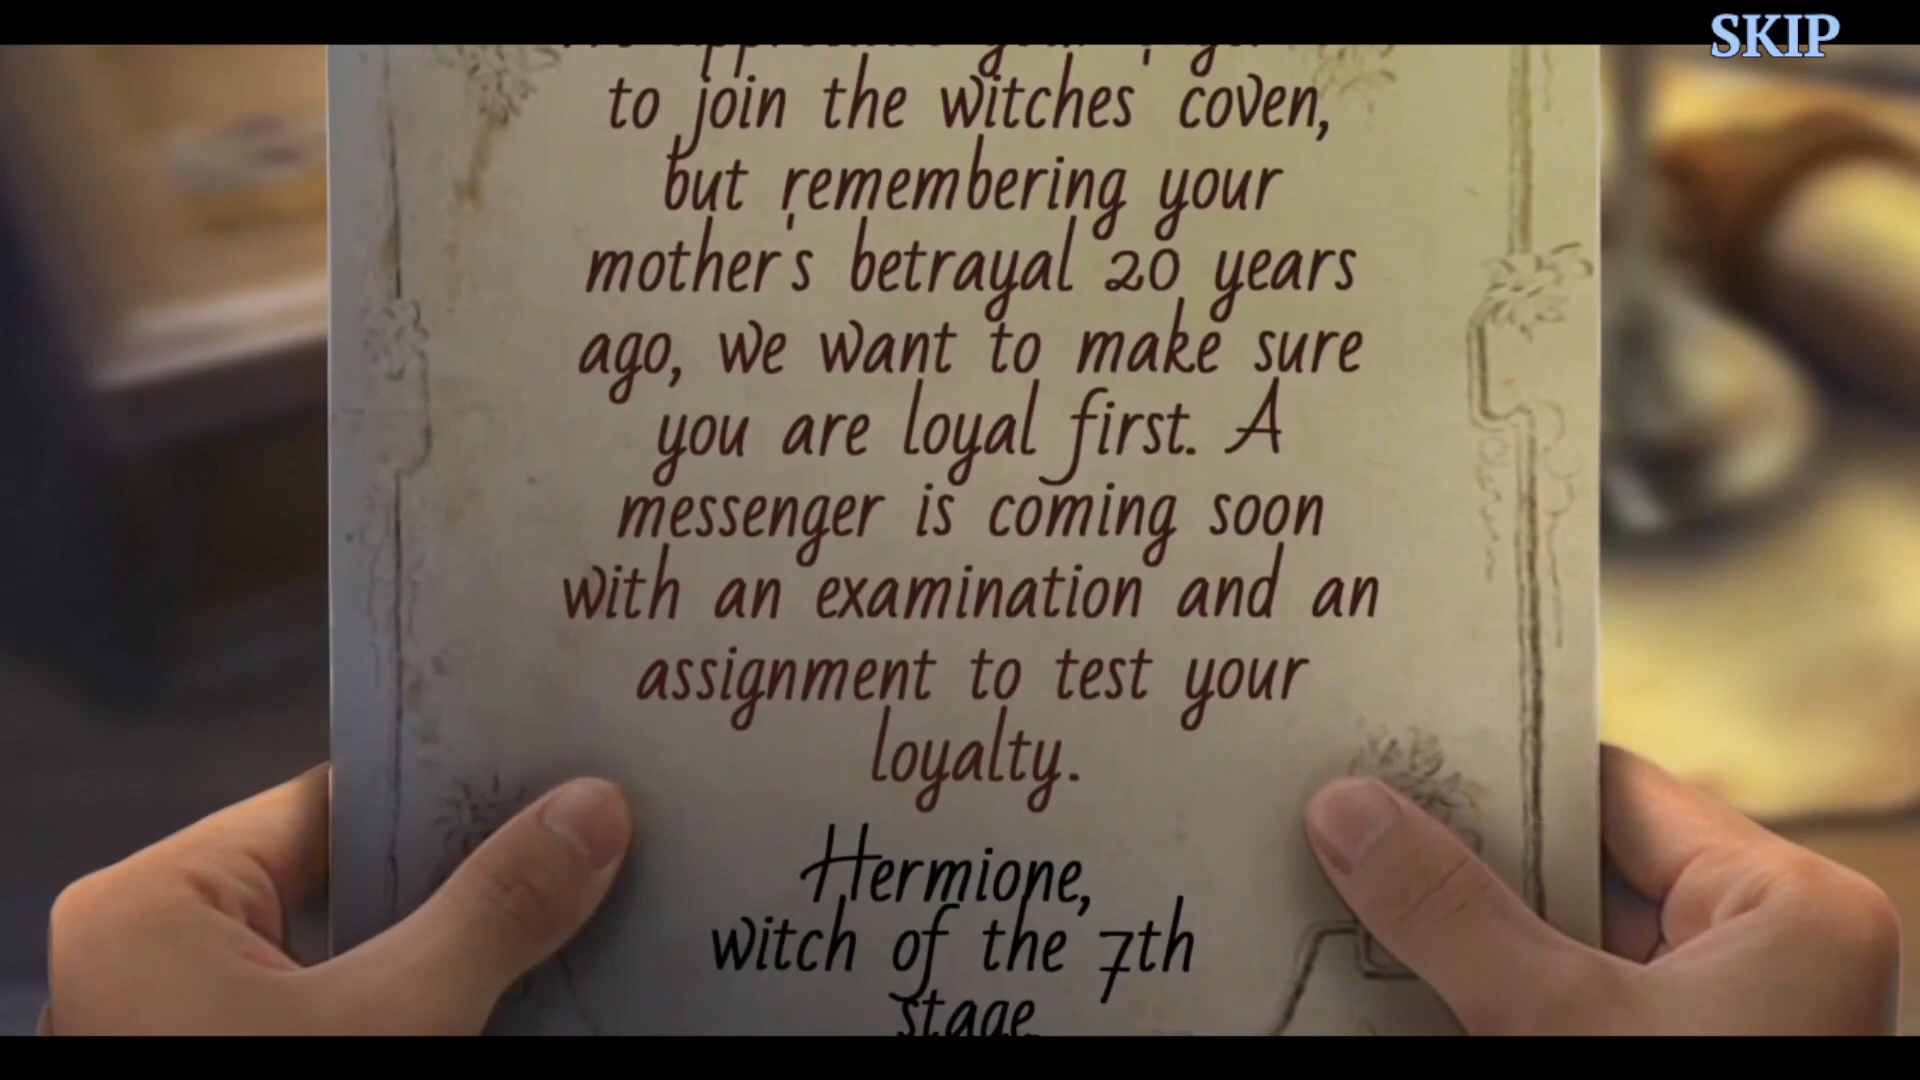 SKIP
to join the witches' coven,
but remembering your
mother's betrayal 20 years
ago, we want to make sure
you are loyal first. A
messenger is coming soon
with an examination and an
assignment to test your
loyalty.
Hermione,
witch of the 7th
stage